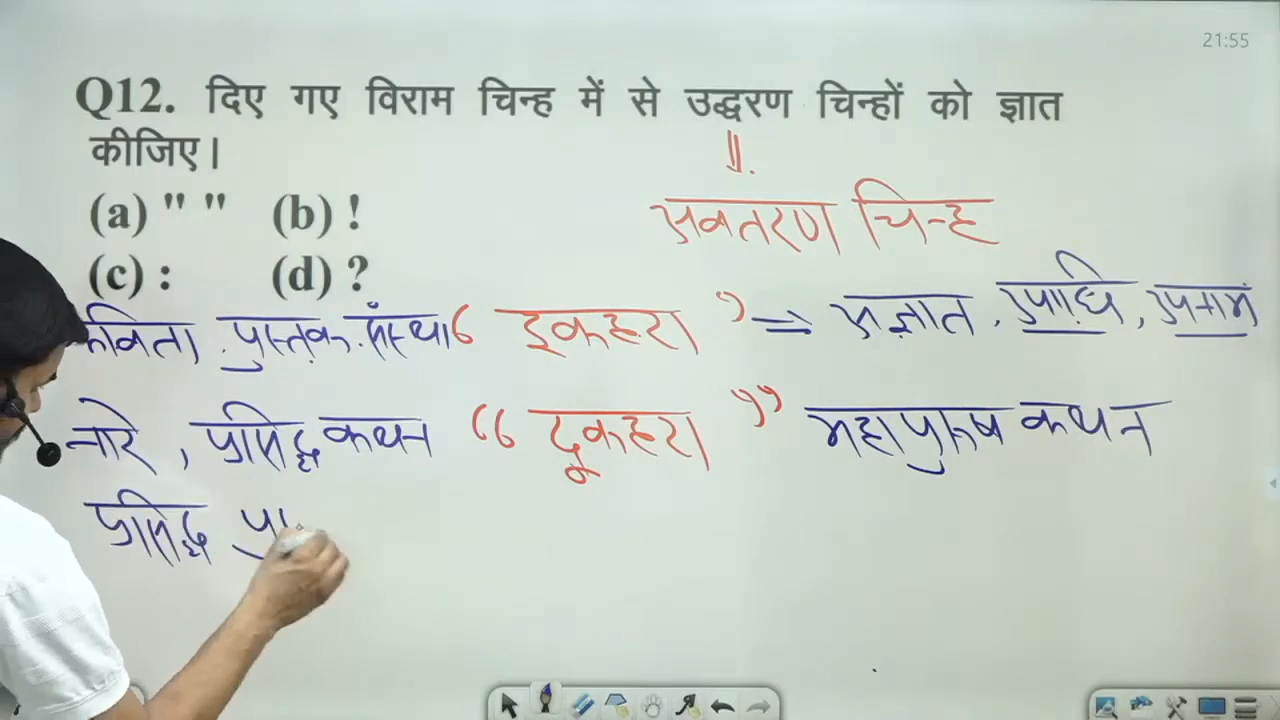 21:55
Q12. दिए गए विराम चिन्ह में से उद्धरण चिन्हों को ज्ञात
कीजिए।
(a) " " (b) !
(c) : (d) ?
अवतरण चिन्ह
कविता, पुस्तक, संस्था ‘ इकहरा ’ ⇒ अज्ञात, उपाधि, उपनाम
नारे, प्रसिद्ध कथन “ दूकहरा ” महापुरुष कथन
प्रसिद्ध